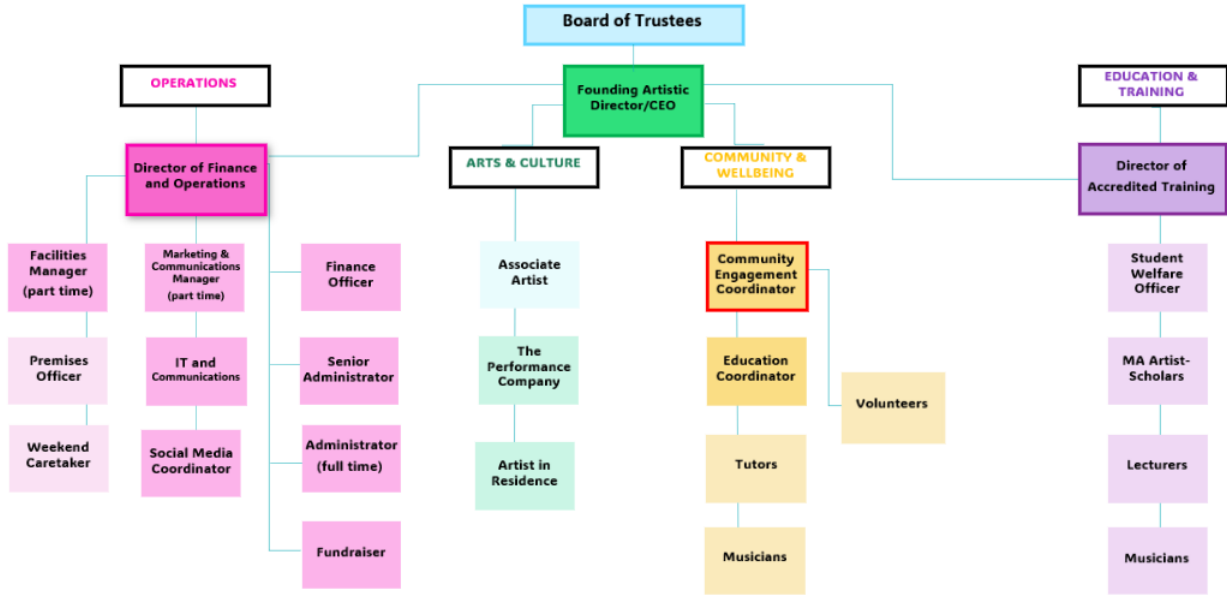 Board of Trustees
Founding Artistic
Director/CEO
OPERATIONS
Director of Finance
and Operations
Facilities
Manager
(part time)
Premises
Officer
Weekend
Caretaker
Marketing &
Communications
Manager
(part time)
IT and
Communications
Social Media
Coordinator
Finance
Officer
Senior
Administrator
Administrator
(full time)
Fundraiser
ARTS & CULTURE
Associate
Artist
The
Performance
Company
Artist in
Residence
COMMUNITY &
WELLBEING
Community
Engagement
Coordinator
Education
Coordinator
Tutors
Musicians
Volunteers
EDUCATION &
TRAINING
Director of
Accredited Training
Student
Welfare
Officer
MA Artist-
Scholars
Lecturers
Musicians